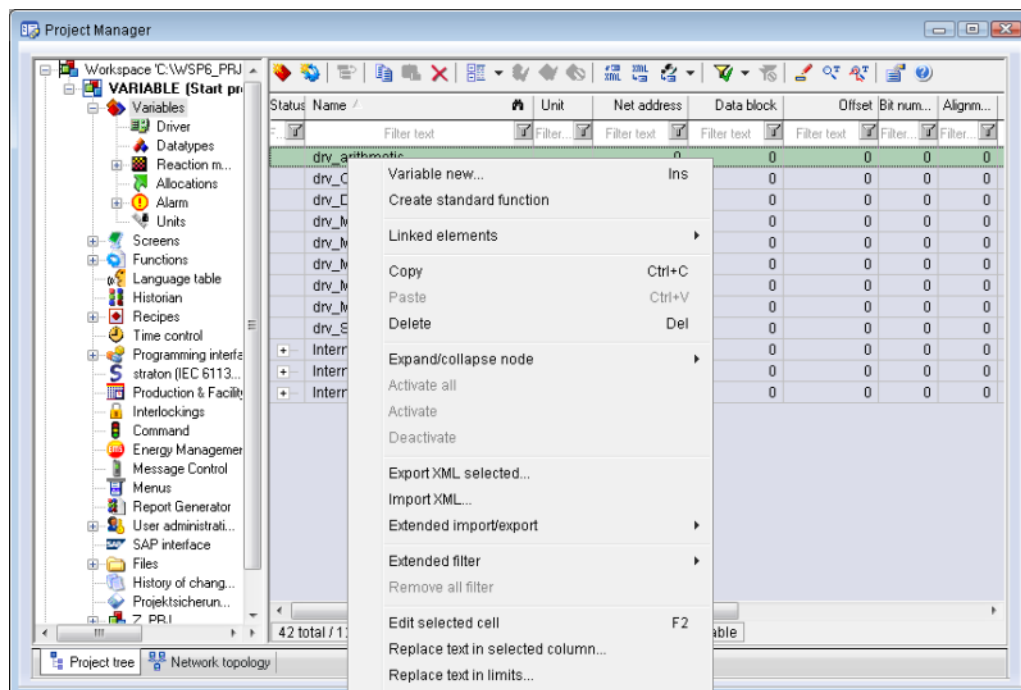 Project Manager
Workspace 'C:\WSP6_PRJ
VARIABLE (Start pr
Variables
Driver
Datatypes
Reaction m...
Allocations
Alarm
Units
Screens
Functions
Language table
Historian
Recipes
Time control
Programming interfa
straton (IEC 6113...
Production & Facilit
Interlockings
Command
Energy Managemer
Message Control
Menus
Report Generator
User administrati...
SAP interface
Files
History of chang...
Projektsicherun...
Z_PRJ
Project tree
Network topology
Status Name Unit Net address Data block Offset Bit num... Alignm...
F... Filter text Filter... Filter text Filter text Filter text Filter... Filter...
drv_arithmetic 0 0 0 0 0
drv_C 0 0 0 0
drv_D 0 0 0 0
drv_M 0 0 0 0
drv_M 0 0 0 0
drv_M 0 0 0 0
drv_M 0 0 0 0
drv_M 0 0 0 0
drv_S 0 0 0 0
Interr 0 0 0 0
Interr 0 0 0 0
Interr 0 0 0 0
42 total / 1
able
Variable new... Ins
Create standard function
Linked elements
Copy Ctrl+C
Paste Ctrl+V
Delete Del
Expand/collapse node
Activate all
Activate
Deactivate
Export XML selected...
Import XML...
Extended import/export
Extended filter
Remove all filter
Edit selected cell F2
Replace text in selected column...
Replace text in limits...